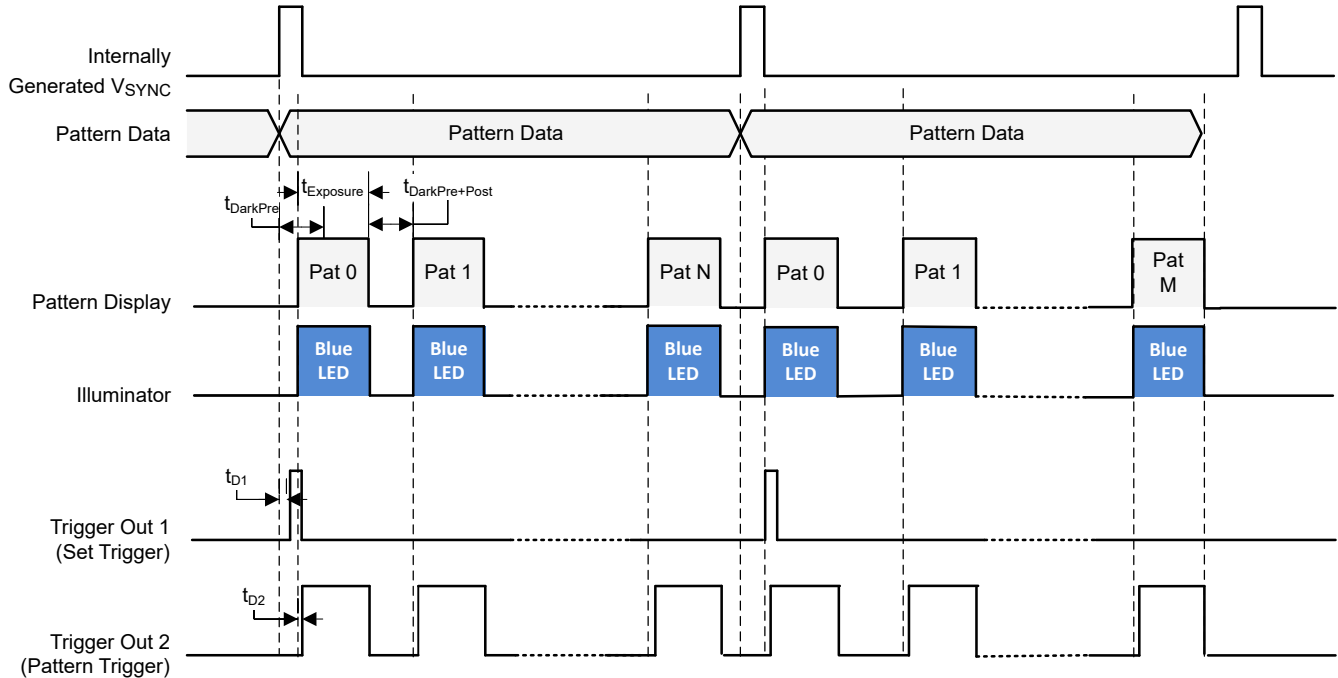 Internally
Generated VSYNC
Pattern Data
Pattern Data
Pattern Data
tExposure
tDarkPre+Post
tDarkPre
Pat 0
Pat 1
Pat N
Pat 0
Pat 1
Pat
M
Pattern Display
Blue
LED
Blue
LED
Blue
LED
Blue
LED
Blue
LED
Blue
LED
Illuminator
tD1
Trigger Out 1
(Set Trigger)
tD2
Trigger Out 2
(Pattern Trigger)